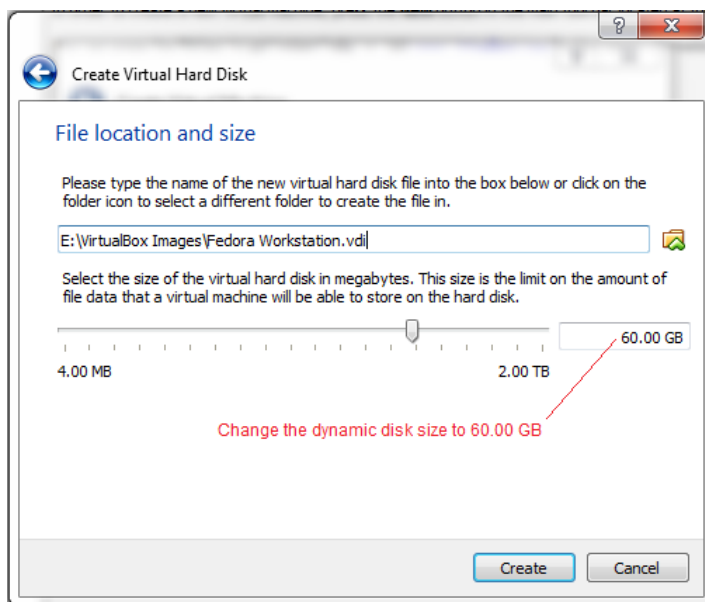 Create Virtual Hard Disk
File location and size
Please type the name of the new virtual hard disk file into the box below or click on the
folder icon to select a different folder to create the file in.
E:\VirtualBox Images\Fedora Workstation.vdi
Select the size of the virtual hard disk in megabytes. This size is the limit on the amount of
file data that a virtual machine will be able to store on the hard disk.
60.00 GB
4.00 MB 2.00 TB
Change the dynamic disk size to 60.00 GB
Create Cancel